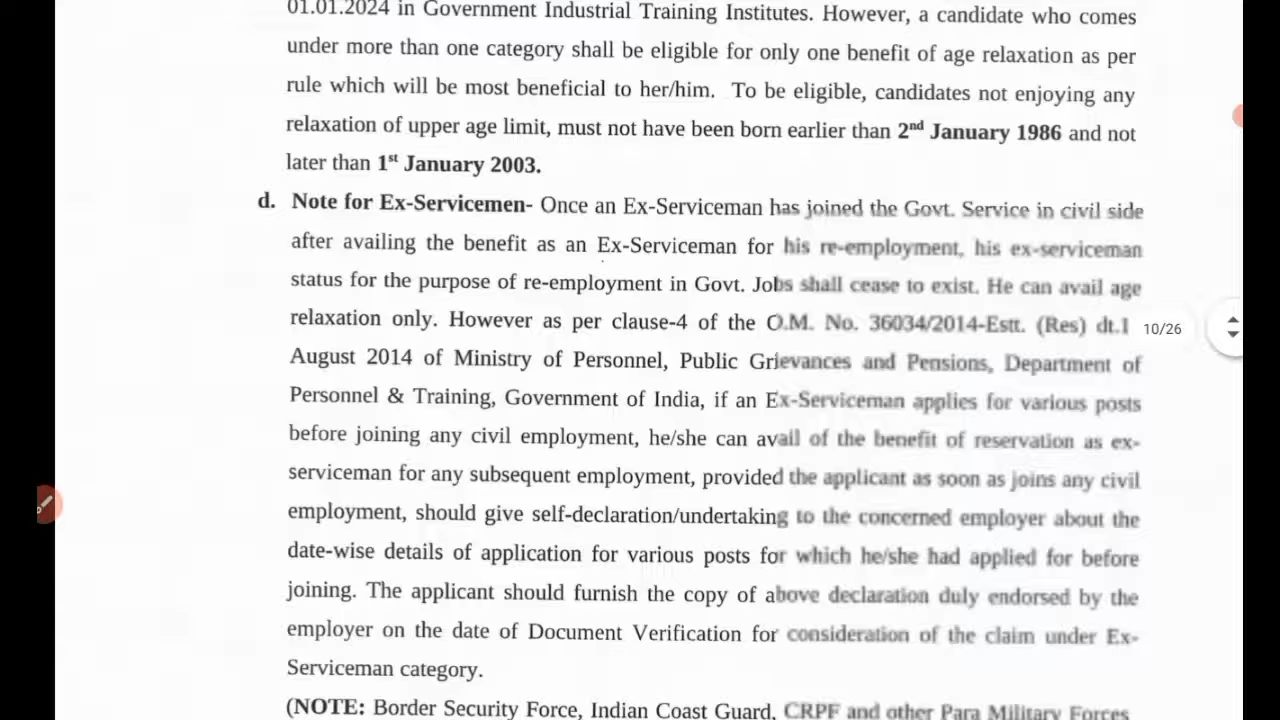 01.01.2024 in Government Industrial Training Institutes. However, a candidate who comes
under more than one category shall be eligible for only one benefit of age relaxation as per
rule which will be most beneficial to her/him. To be eligible, candidates not enjoying any
relaxation of upper age limit, must not have been born earlier than 2nd January 1986 and not
later than 1st January 2003.
d. Note for Ex-Servicemen- Once an Ex-Serviceman has joined the Govt. Service in civil side
after availing the benefit as an Ex-Serviceman for his re-employment, his ex-serviceman
status for the purpose of re-employment in Govt. Jobs shall cease to exist. He can avail age
relaxation only. However as per clause-4 of the O.M. No. 36034/2014-Estt. (Res) dt.1
10/26
August 2014 of Ministry of Personnel, Public Grievances and Pensions, Department of
Personnel & Training, Government of India, if an Ex-Serviceman applies for various posts
before joining any civil employment, he/she can avail of the benefit of reservation as ex-
serviceman for any subsequent employment, provided the applicant as soon as joins any civil
employment, should give self-declaration/undertaking to the concerned employer about the
date-wise details of application for various posts for which he/she had applied for before
joining. The applicant should furnish the copy of above declaration duly endorsed by the
employer on the date of Document Verification for consideration of the claim under Ex-
Serviceman category.
(NOTE: Border Security Force, Indian Coast Guard, CRPF and other Para Military Forces